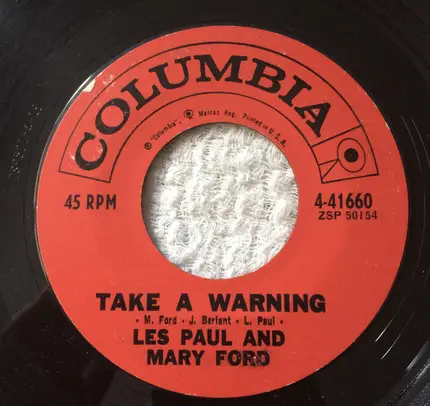 COLUMBIA
® "Columbia", Marcas Reg. Printed in U.S.A.
45 RPM
4-41660
ZSP 50154
TAKE A WARNING
- M. Ford - J. Berlant - L. Paul -
LES PAUL AND
MARY FORD